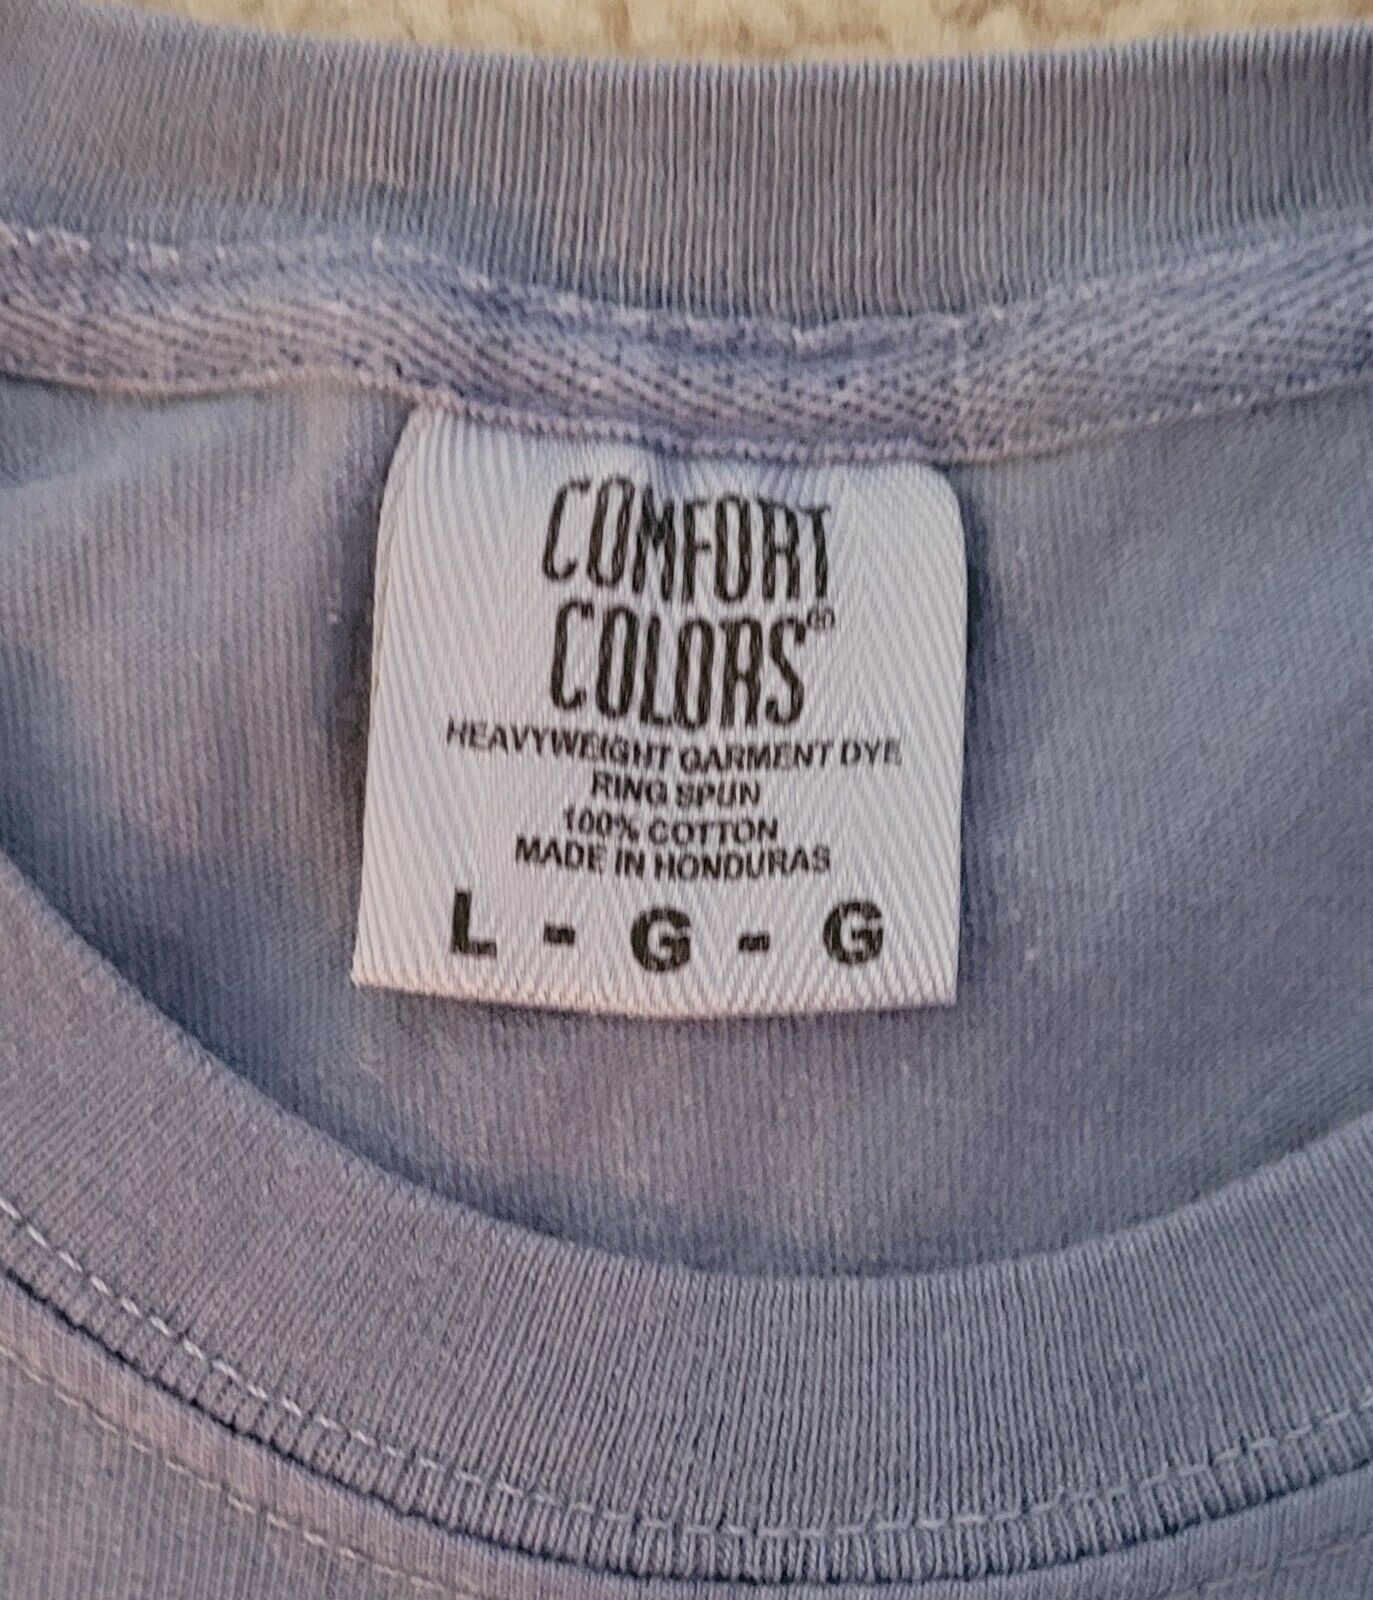 COMFORT
COLORS®
HEAVYWEIGHT GARMENT DYE
RING SPUN
100% COTTON
MADE IN HONDURAS
L - G - G